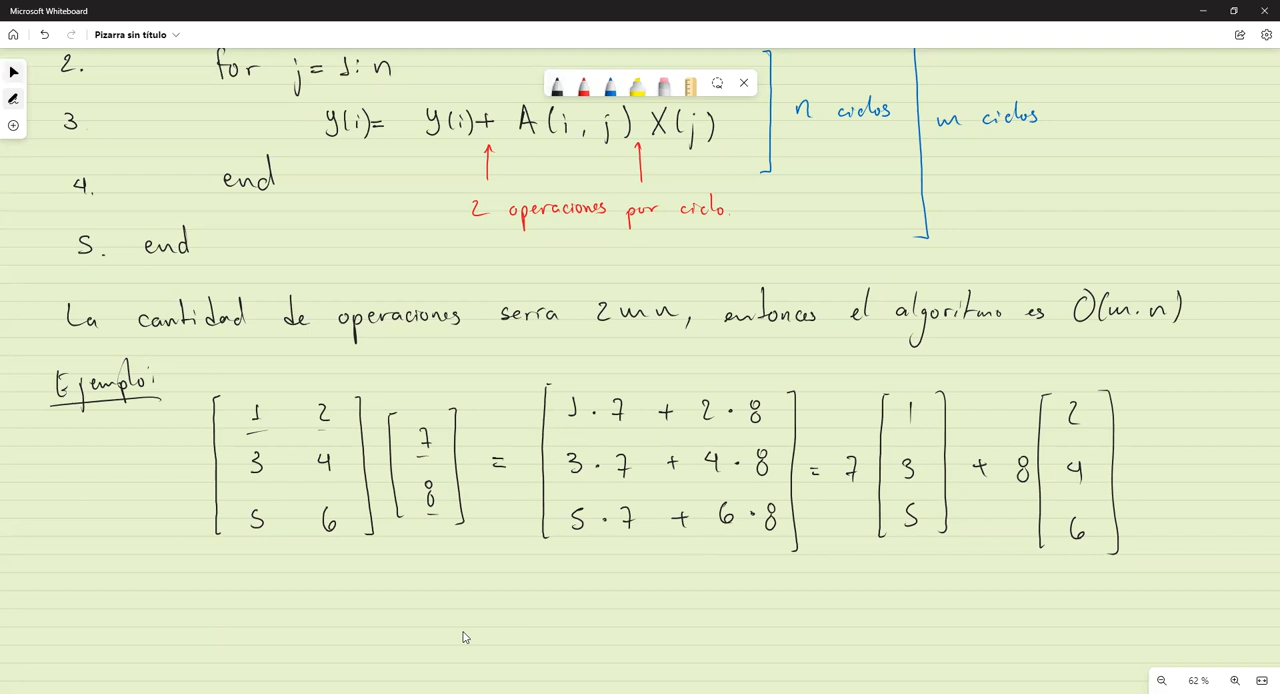 Microsoft Whiteboard
Pizarra sin título
2. for j = 1:n
3 y(i)= y(i)+ A(i, j) X(j)
n ciclos
m ciclos
4. end
2 operaciones por ciclo.
5. end
La cantidad de operaciones sería 2mn, entonces el algoritmo es O(m.n)
Ejemplo:
[1 2; 3 4; 5 6] [7; 8] = [1·7 + 2·8; 3·7 + 4·8; 5·7 + 6·8] = 7 [1; 3; 5] + 8 [2; 4; 6]
62 %